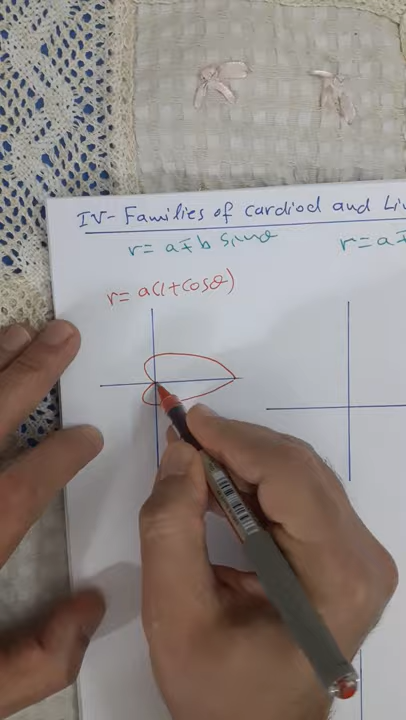 IV- Families of cardiod and
r= a∓b sinθ
r= a∓
r= a(1+cosθ)